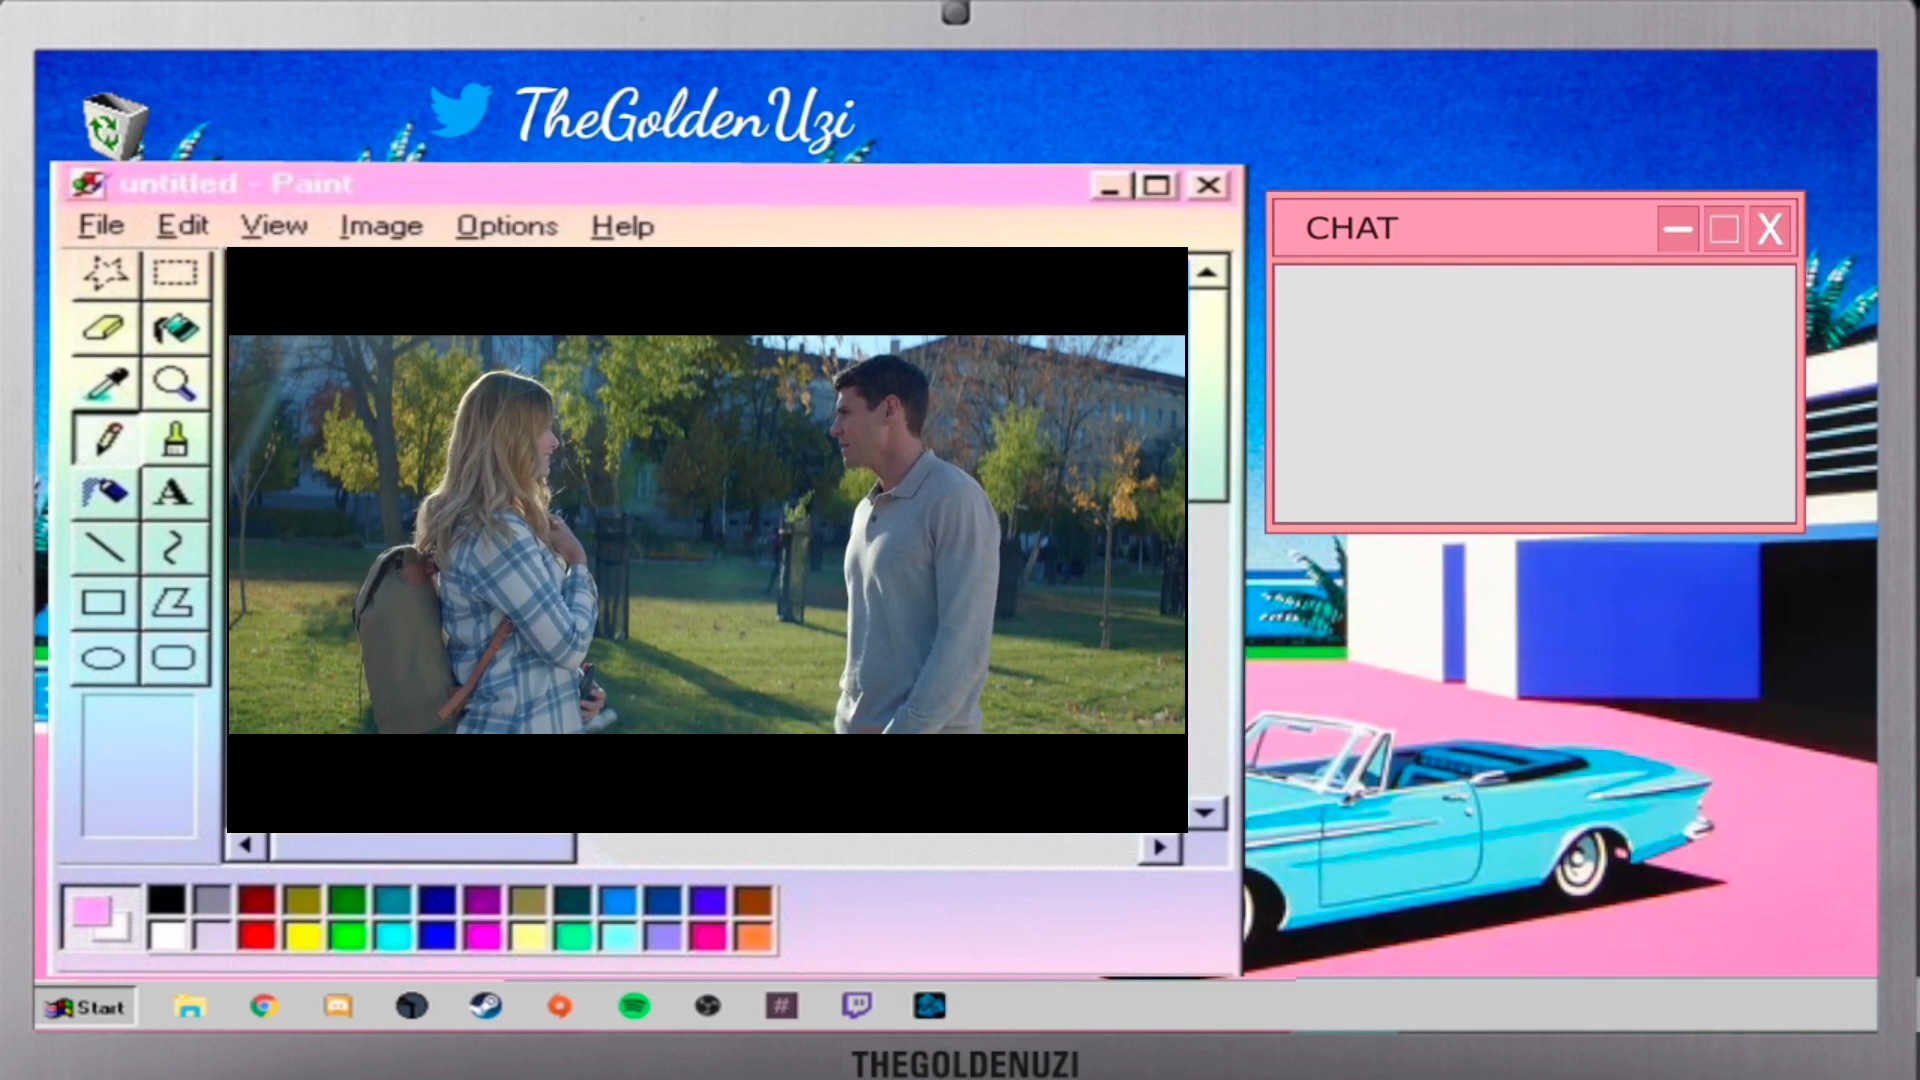 TheGoldenUzi
untitled - Paint
File Edit View Image Options Help
CHAT
X
A
Start
#
THEGOLDENUZI